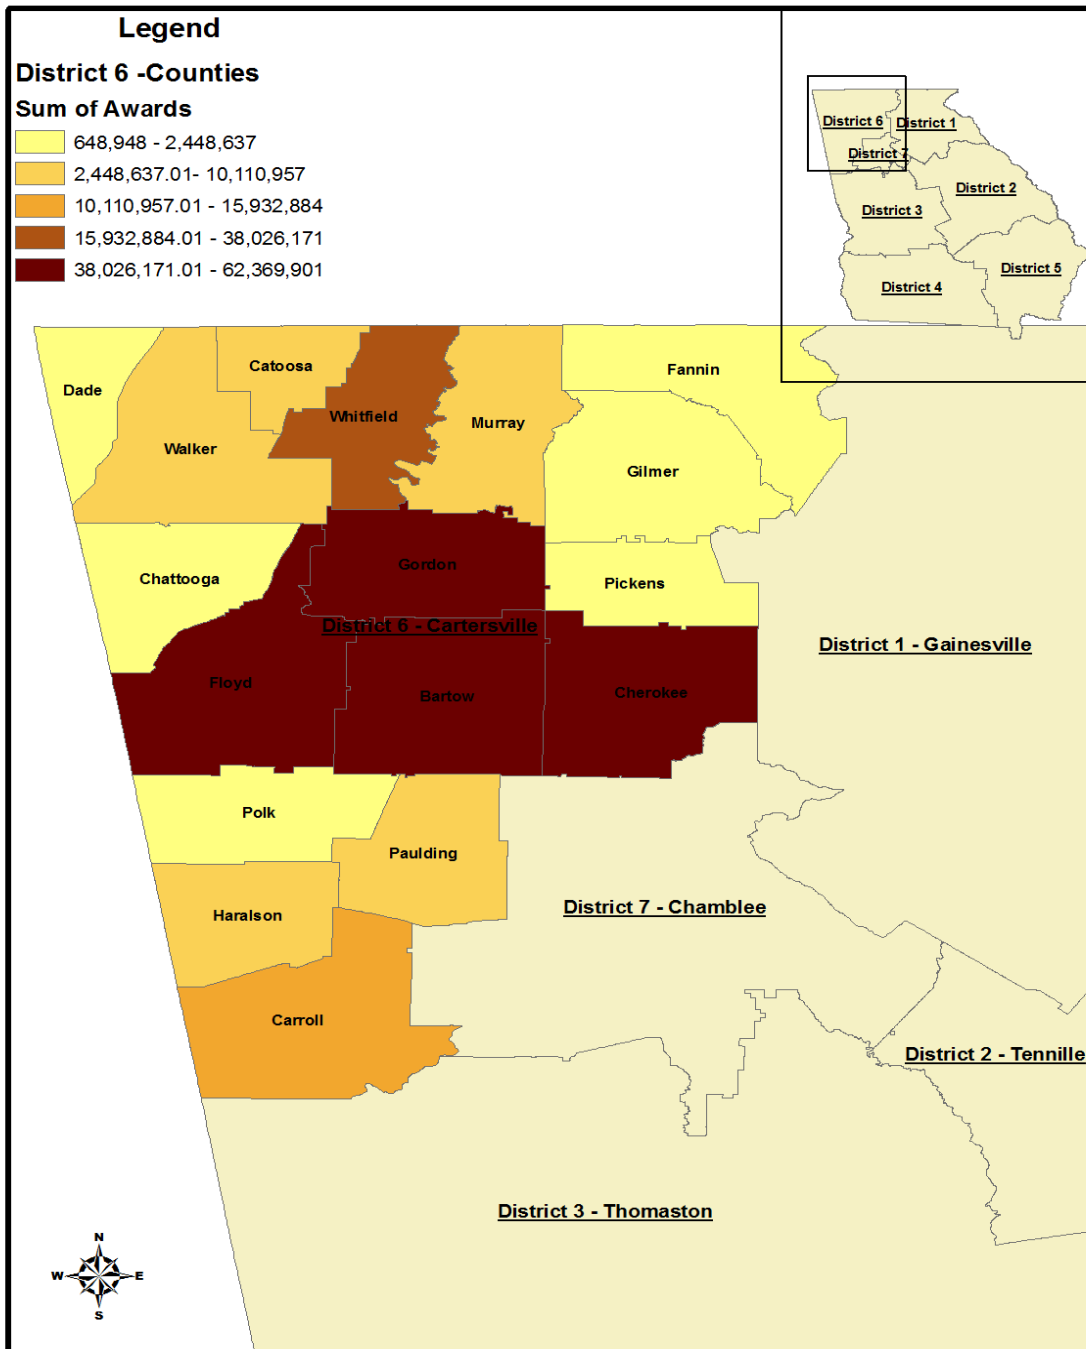 Legend
District 6 -Counties
Sum of Awards
648,948 - 2,448,637
2,448,637.01- 10,110,957
10,110,957.01 - 15,932,884
15,932,884.01 - 38,026,171
38,026,171.01 - 62,369,901
District 6
District 1
District 7
District 2
District 3
District 5
District 4
Dade
Catoosa
Fannin
Whitfield
Murray
Walker
Gilmer
Gordon
Chattooga
Pickens
District 6 - Cartersville
District 1 - Gainesville
Floyd
Bartow
Cherokee
Polk
Paulding
District 7 - Chamblee
Haralson
Carroll
District 2 - Tennille
District 3 - Thomaston
N
W
E
S